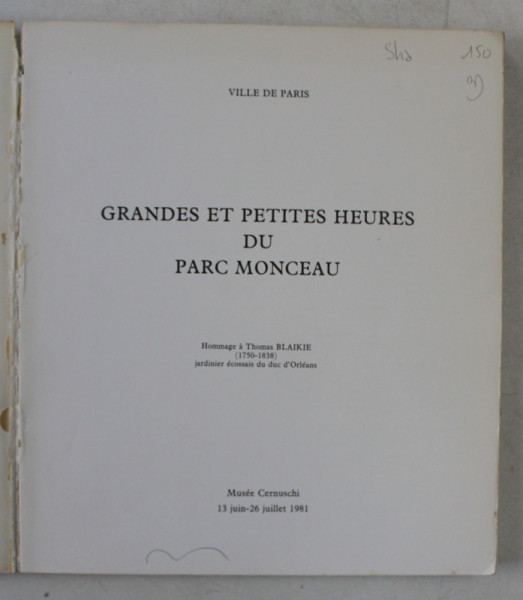 Sha 150
VILLE DE PARIS
GRANDES ET PETITES HEURES
DU
PARC MONCEAU
Hommage à Thomas BLAIKIE
(1750-1838)
jardinier écossais du duc d'Orléans
Musée Cernuschi
13 juin-26 juillet 1981